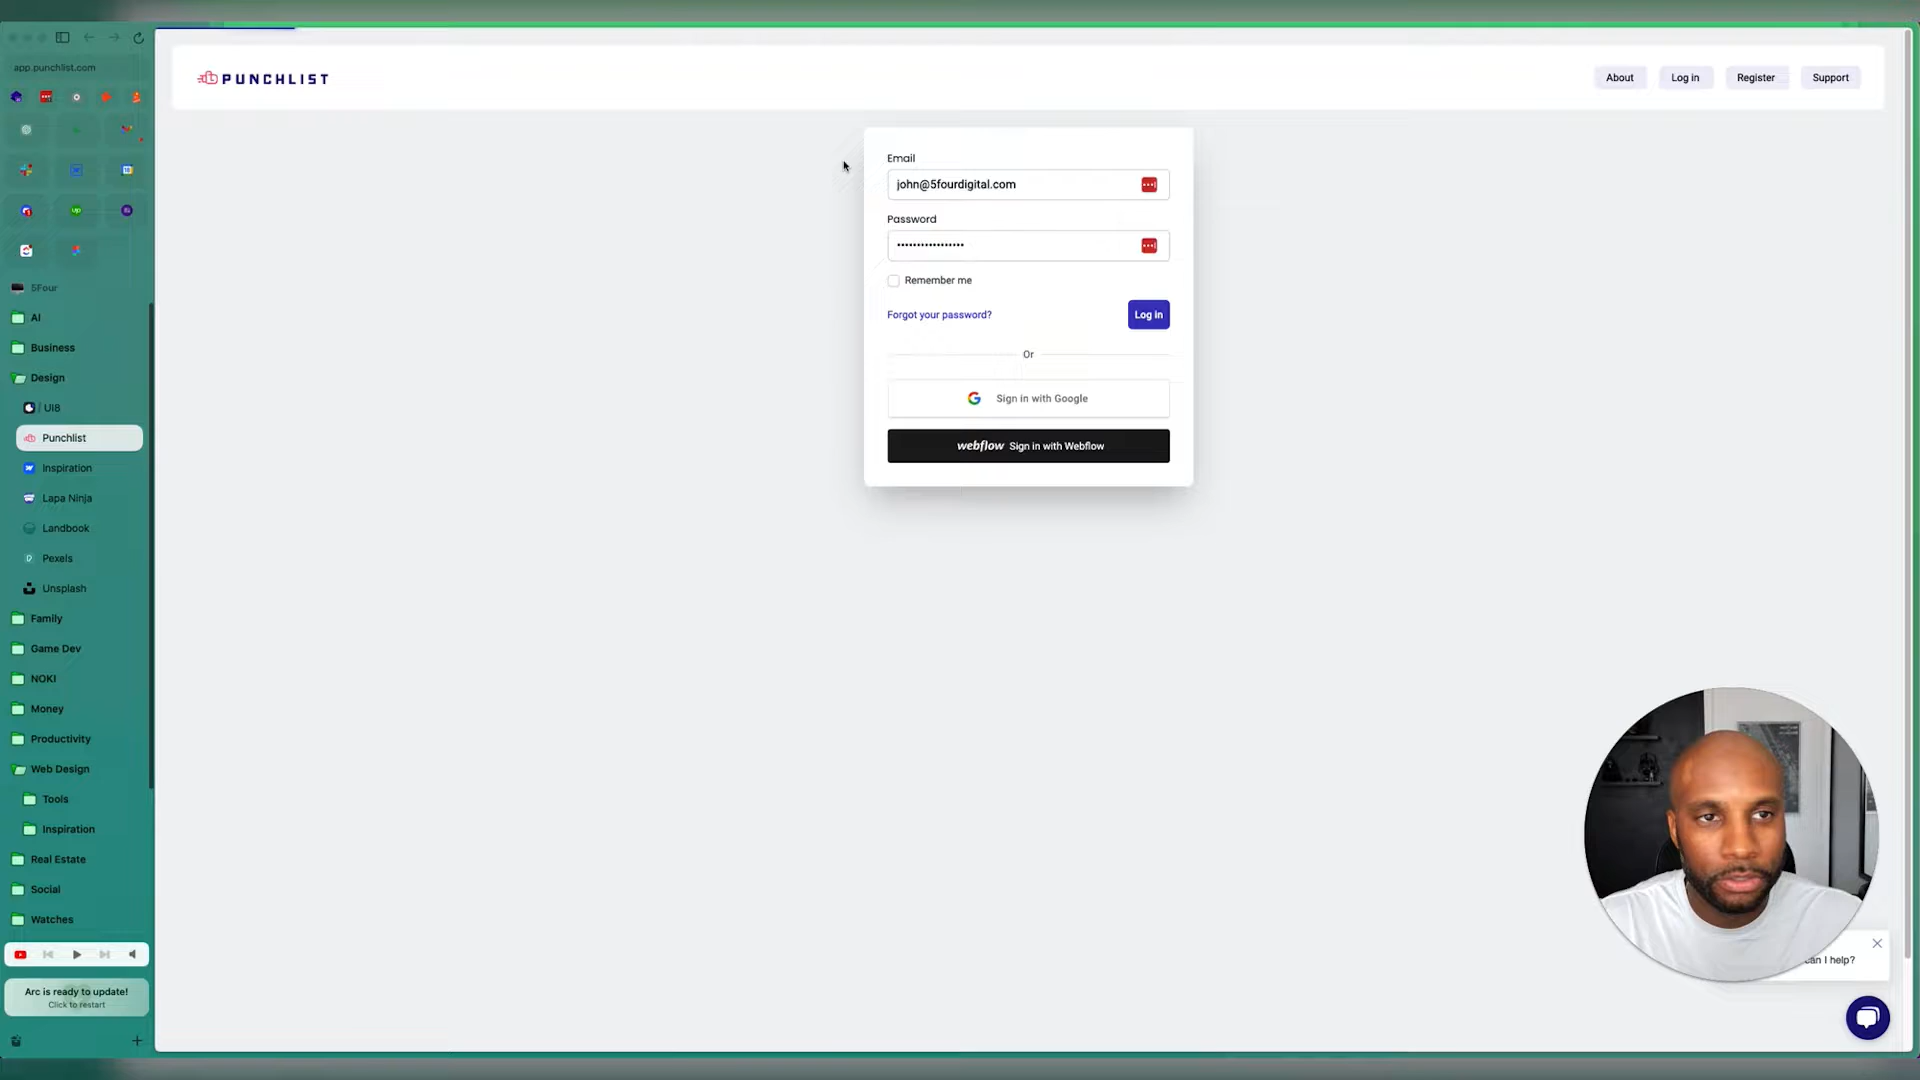 app.punchlist.com
5Four
AI
Business
Design
/ UI8
Punchlist
Inspiration
Lapa Ninja
Landbook
Pexels
Unsplash
Family
Game Dev
NOKI
Money
Productivity
Web Design
Tools
Inspiration
Real Estate
Social
Watches
Arc is ready to update!
Click to restart
PUNCHLIST
About
Log in
Register
Support
Email
john@5fourdigital.com
Password
Remember me
Forgot your password?
Log in
Or
Sign in with Google
webflow Sign in with Webflow
can I help?